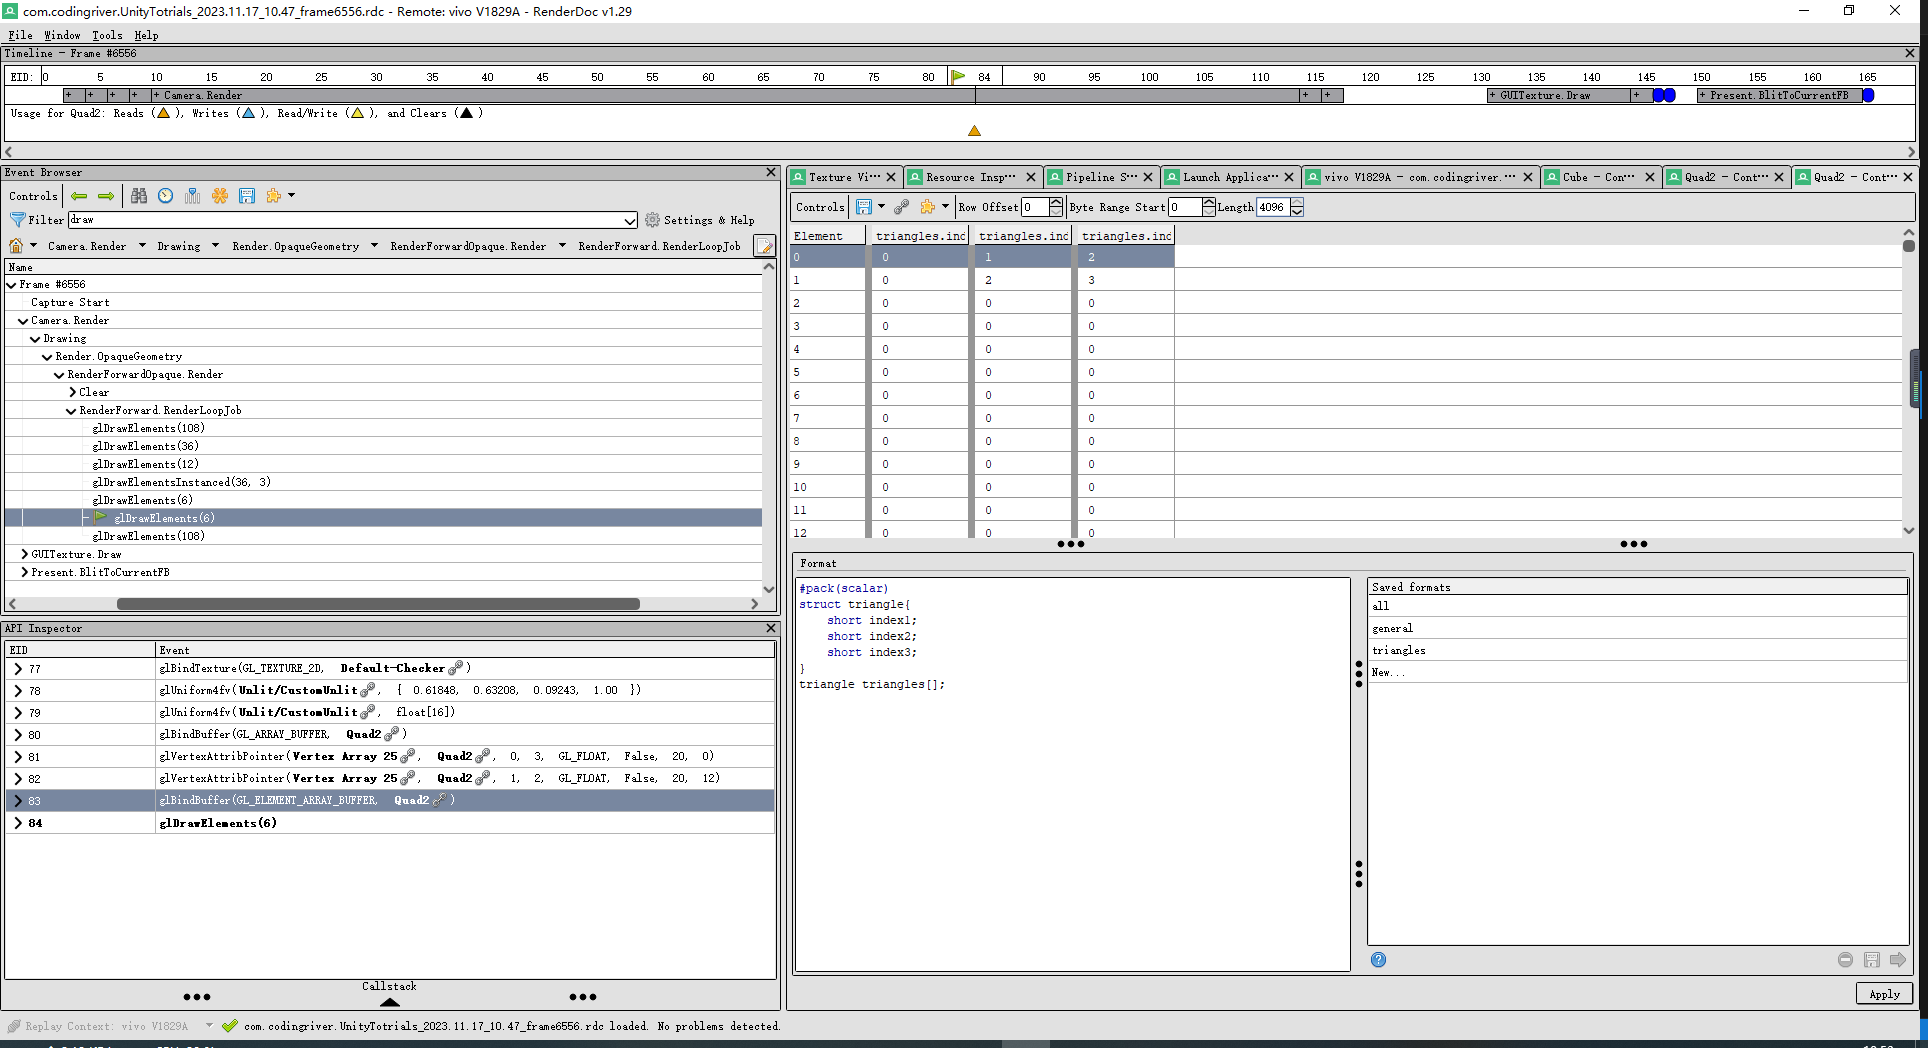 com.codingriver.UnityTotrials_2023.11.17_10.47_frame6556.rdc - Remote: vivo V1829A - RenderDoc v1.29
File Window Tools Help
Timeline - Frame #6556
EID: 0 5 10 15 20 25 30 35 40 45 50 55 60 65 70 75 80 84 90 95 100 105 110 115 120 125 130 135 140 145 150 155 160 165
+ + + + + Camera.Render + + + GUITexture.Draw + + Present.BlitToCurrentFB
Usage for Quad2: Reads ( ), Writes ( ), Read/Write ( ), and Clears ( )
Event Browser
Controls
Filter draw Settings & Help
Camera.Render Drawing Render.OpaqueGeometry RenderForwardOpaque.Render RenderForward.RenderLoopJob
Name
Frame #6556
Capture Start
Camera.Render
Drawing
Render.OpaqueGeometry
RenderForwardOpaque.Render
Clear
RenderForward.RenderLoopJob
glDrawElements(108)
glDrawElements(36)
glDrawElements(12)
glDrawElementsInstanced(36, 3)
glDrawElements(6)
glDrawElements(6)
glDrawElements(108)
GUITexture.Draw
Present.BlitToCurrentFB
API Inspector
EID Event
77 glBindTexture(GL_TEXTURE_2D, Default-Checker )
78 glUniform4fv(Unlit/CustomUnlit , { 0.61848, 0.63208, 0.09243, 1.00 })
79 glUniform4fv(Unlit/CustomUnlit , float[16])
80 glBindBuffer(GL_ARRAY_BUFFER, Quad2 )
81 glVertexAttribPointer(Vertex Array 25 , Quad2 , 0, 3, GL_FLOAT, False, 20, 0)
82 glVertexAttribPointer(Vertex Array 25 , Quad2 , 1, 2, GL_FLOAT, False, 20, 12)
83 glBindBuffer(GL_ELEMENT_ARRAY_BUFFER, Quad2 )
84 glDrawElements(6)
Callstack
Replay Context: vivo V1829A com.codingriver.UnityTotrials_2023.11.17_10.47_frame6556.rdc loaded. No problems detected.
Texture Vi... Resource Insp... Pipeline S... Launch Applica... vivo V1829A - com.codingriver.... Cube - Con... Quad2 - Cont... Quad2 - Cont...
Controls Row Offset 0 Byte Range Start 0 Length 4096
Element triangles.ind triangles.ind triangles.ind
0 0 1 2
1 0 2 3
2 0 0 0
3 0 0 0
4 0 0 0
5 0 0 0
6 0 0 0
7 0 0 0
8 0 0 0
9 0 0 0
10 0 0 0
11 0 0 0
12 0 0 0
Format
#pack(scalar)
struct triangle{
short index1;
short index2;
short index3;
}
triangle triangles[];
Saved formats
all
general
triangles
New...
Apply